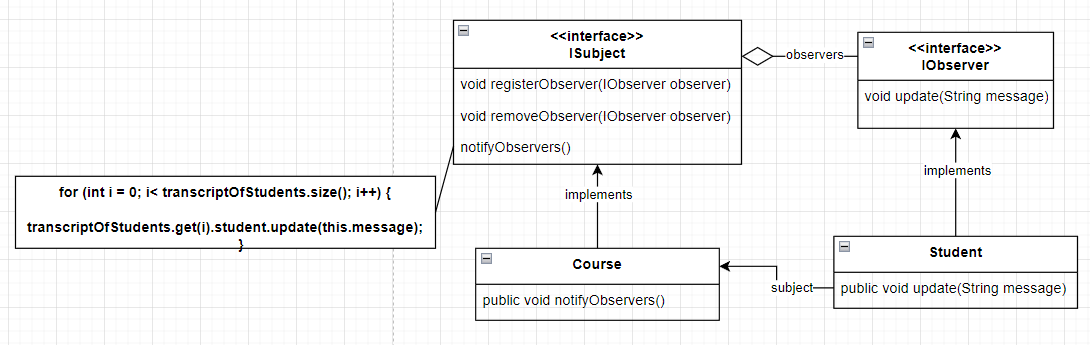 <<interface>>
ISubject
void registerObserver(IObserver observer)
void removeObserver(IObserver observer)
notifyObservers()
observers
<<interface>>
IObserver
void update(String message)
for (int i = 0; i< transcriptOfStudents.size(); i++) {
transcriptOfStudents.get(i).student.update(this.message);
}
implements
implements
Course
public void notifyObservers()
subject
Student
public void update(String message)